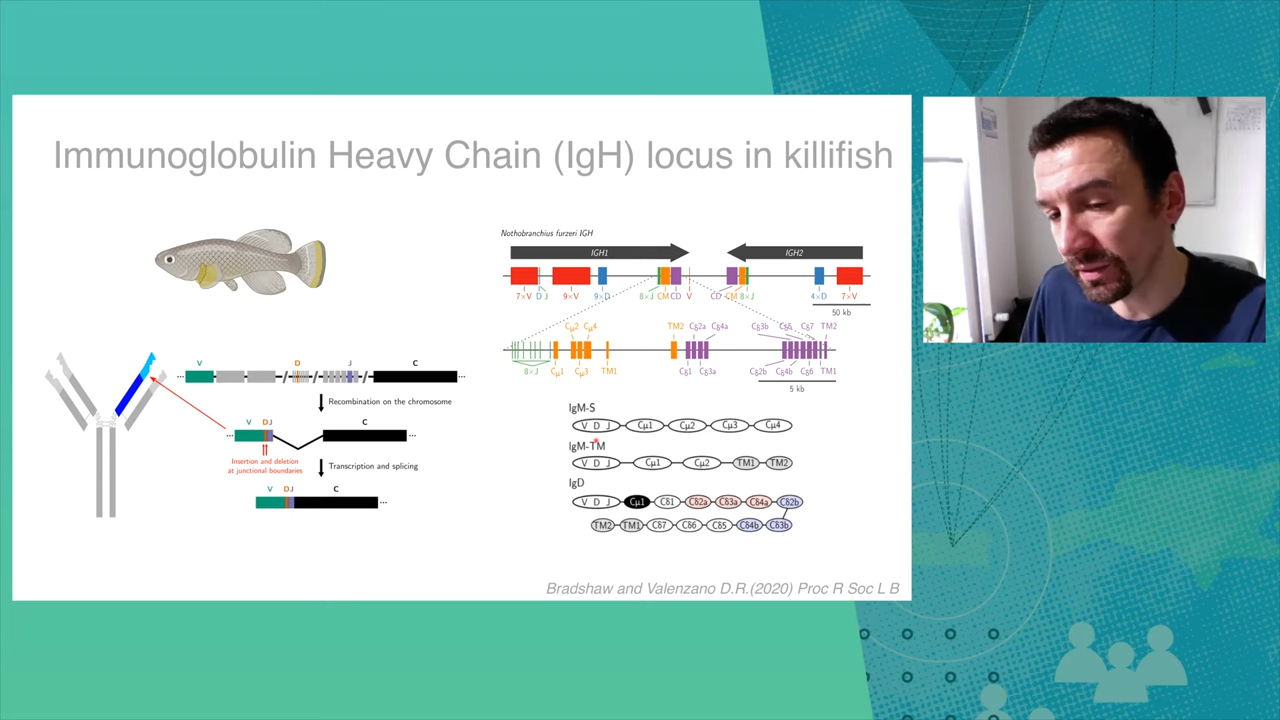 Immunoglobulin Heavy Chain (IgH) locus in killifish
Nothobranchius furzeri IGH
IGH1 IGH2
7×V D J 9×V 9×D 8×J CM CD V CD CM 8×J 4×D 7×V
50 kb
Cμ2 Cμ4 TM2 Cδ2a Cδ4a Cδ3b Cδ5 Cδ7 TM2
8×J Cμ1 Cμ3 TM1 Cδ1 Cδ3a Cδ2b Cδ4b Cδ6 TM1
5 kb
V D J C
Recombination on the chromosome
V DJ C
Insertion and deletion
at junctional boundaries
Transcription and splicing
V DJ C
IgM-S
V D J Cμ1 Cμ2 Cμ3 Cμ4
IgM-TM
V D J Cμ1 Cμ2 TM1 TM2
IgD
V D J Cμ1 Cδ1 Cδ2a Cδ3a Cδ4a Cδ2b
TM2 TM1 Cδ7 Cδ6 Cδ5 Cδ4b Cδ3b
Bradshaw and Valenzano D.R.(2020) Proc R Soc L B